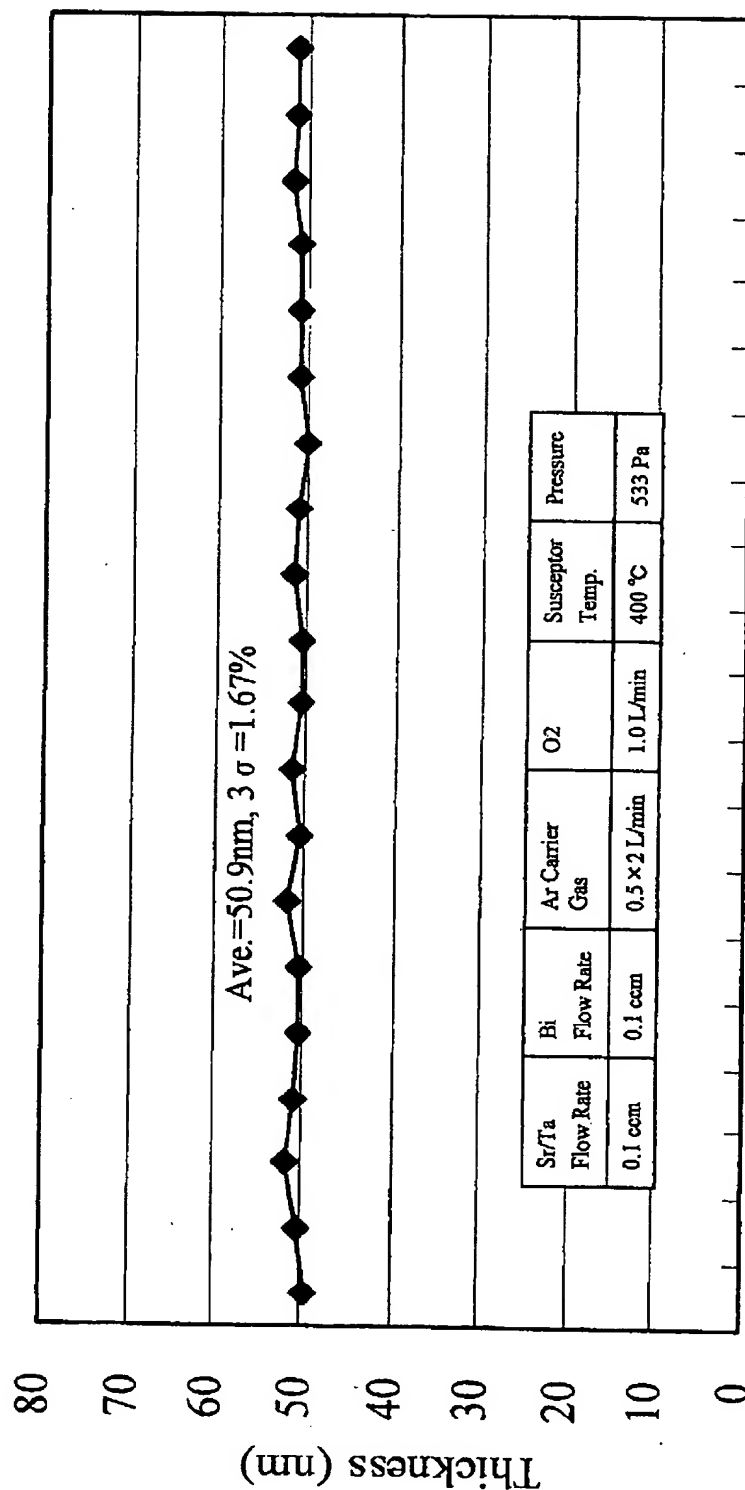 Thickness (nm)
80
70
60
50
40
30
20
10
0
Ave.=50.9nm, 3 σ =1.67%
Sr/Ta Flow Rate
Bi Flow Rate
Ar Carrier Gas
O2
Susceptor Temp.
Pressure
0.1 ccm
0.1 ccm
0.5 × 2 L/min
1.0 L/min
400 °C
533 Pa